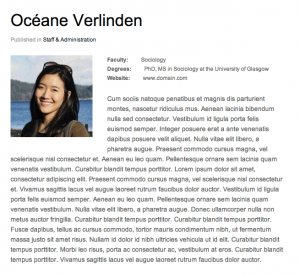 Océane Verlinden
Published in Staff & Administration
Faculty: Sociology
Degrees: PhD, MS in Sociology at the University of Glasgow
Website: www.domain.com
Cum sociis natoque penatibus et magnis dis parturient
montes, nascetur ridiculus mus. Aenean lacinia bibendum
nulla sed consectetur. Vestibulum id ligula porta felis
euismod semper. Integer posuere erat a ante venenatis
dapibus posuere velit aliquet. Nulla vitae elit libero, a
pharetra augue. Praesent commodo cursus magna, vel
scelerisque nisl consectetur et. Aenean eu leo quam. Pellentesque ornare sem lacinia quam
venenatis vestibulum. Curabitur blandit tempus porttitor. Lorem ipsum dolor sit amet,
consectetur adipiscing elit. Praesent commodo cursus magna, vel scelerisque nisl consectetur
et. Vivamus sagittis lacus vel augue laoreet rutrum faucibus dolor auctor. Vestibulum id ligula
porta felis euismod semper. Aenean eu leo quam. Pellentesque ornare sem lacinia quam
venenatis vestibulum. Nulla vitae elit libero, a pharetra augue. Donec ullamcorper nulla non
metus auctor fringilla. Curabitur blandit tempus porttitor. Curabitur blandit tempus porttitor.
Fusce dapibus, tellus ac cursus commodo, tortor mauris condimentum nibh, ut fermentum
massa justo sit amet risus. Nullam id dolor id nibh ultricies vehicula ut id elit. Curabitur blandit
tempus porttitor. Morbi leo risus, porta ac consectetur ac, vestibulum at eros. Curabitur blandit
tempus porttitor. Vivamus sagittis lacus vel augue laoreet rutrum faucibus dolor auctor.